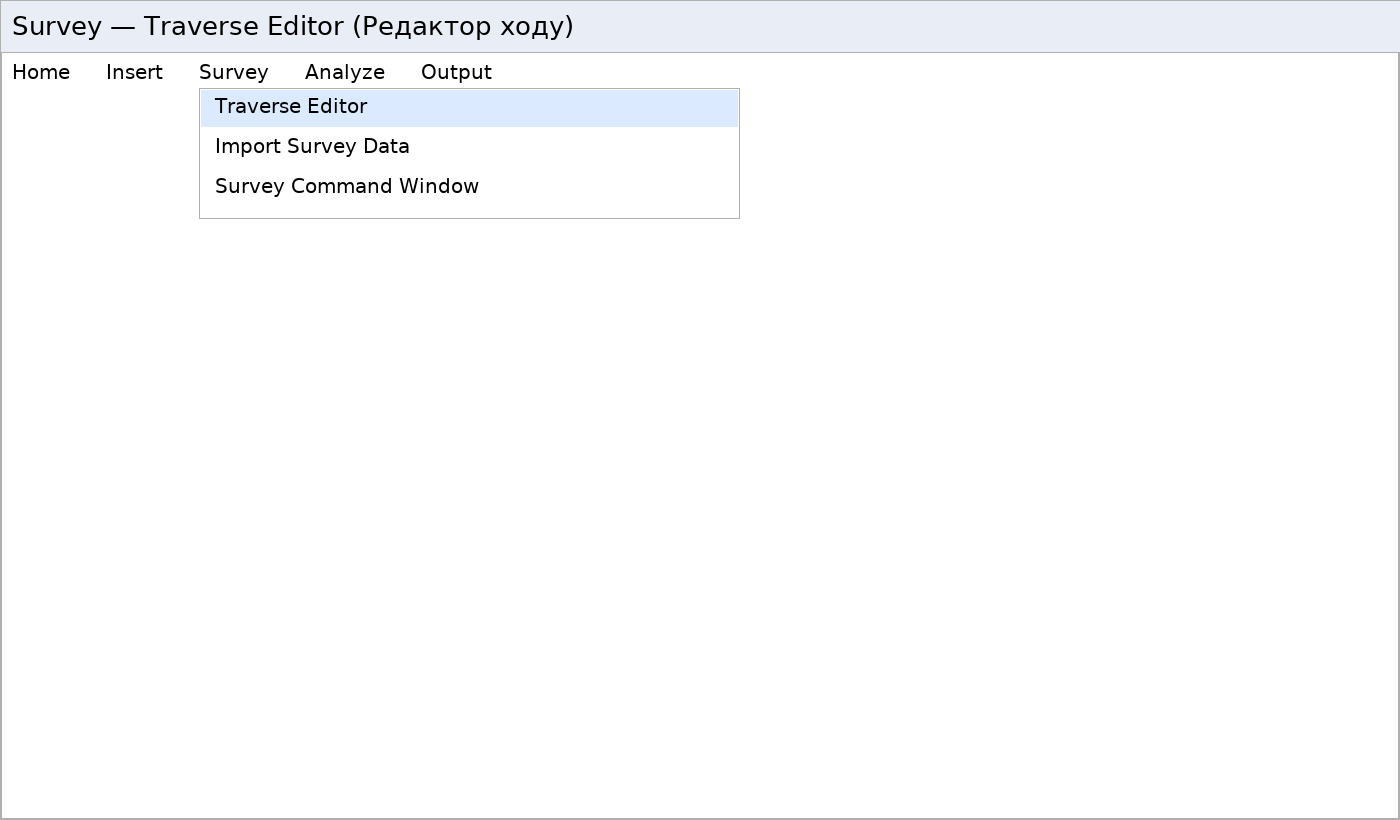 Survey — Traverse Editor (Редактор ходу)
Home Insert Survey Analyze Output
Traverse Editor
Import Survey Data
Survey Command Window